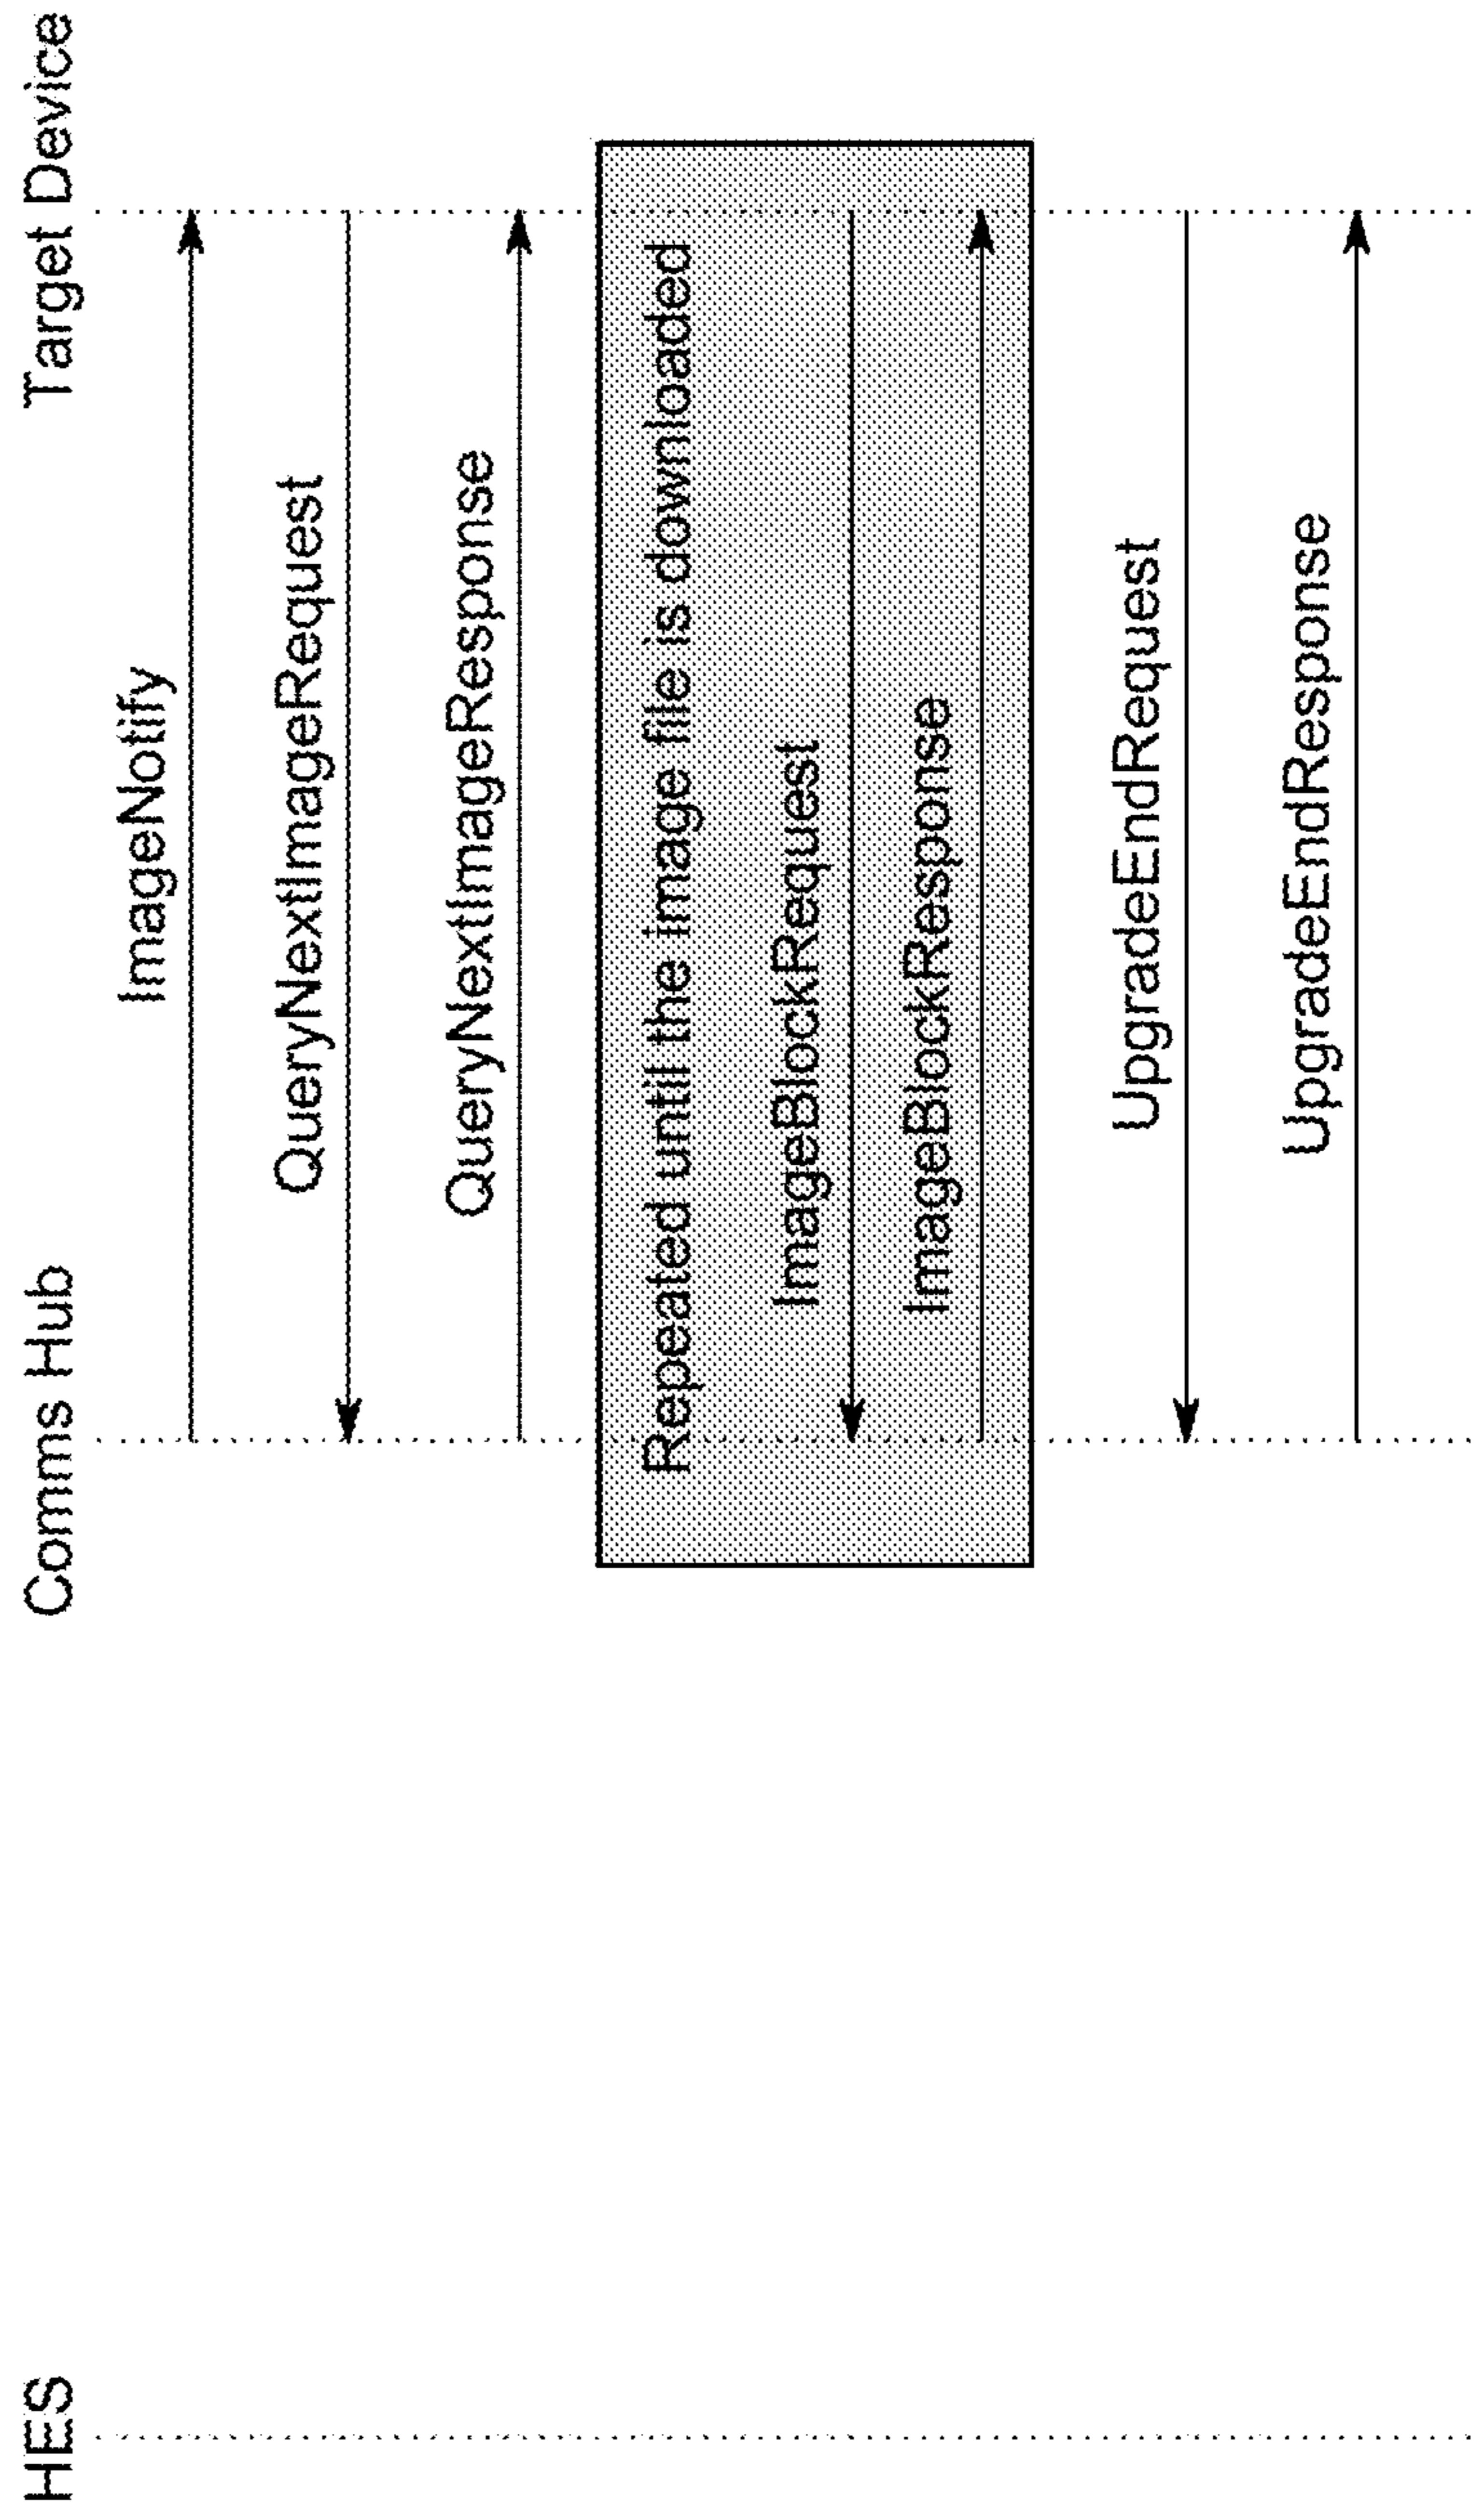 HES
Comms Hub
Target Device
ImageNotify
QueryNextImageRequest
QueryNextImageResponse
Repeated until the image file is downloaded
ImageBlockRequest
ImageBlockResponse
UpgradeEndRequest
UpgradeEndResponse